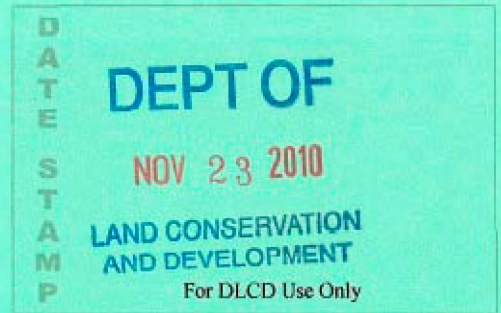 DATE STAMP
DEPT OF
NOV 23 2010
LAND CONSERVATION
AND DEVELOPMENT
For DLCD Use Only